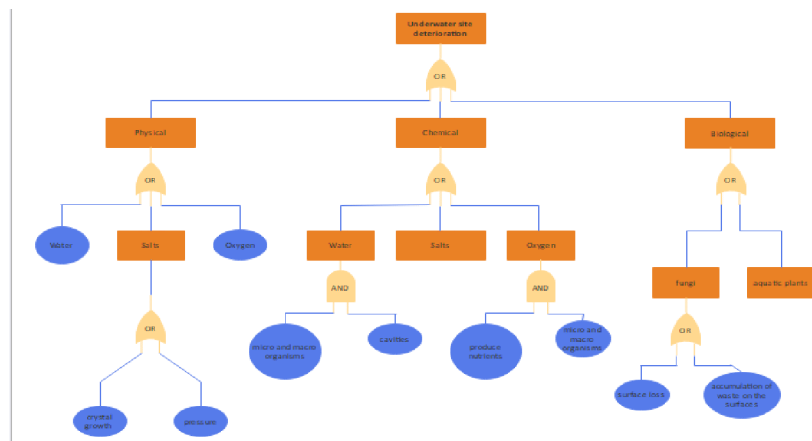 Underwater site
deterioration
OR
Physical
Chemical
Biological
OR
OR
OR
Water
Salts
Oxygen
Water
Salts
Oxygen
Fungi
aquatic plants
AND
AND
OR
OR
micro and macro
organisms
cavities
produce
nutrients
micro and
macro
organisms
surface loss
accumulation of
waste on the
surfaces
crystal
growth
pressure